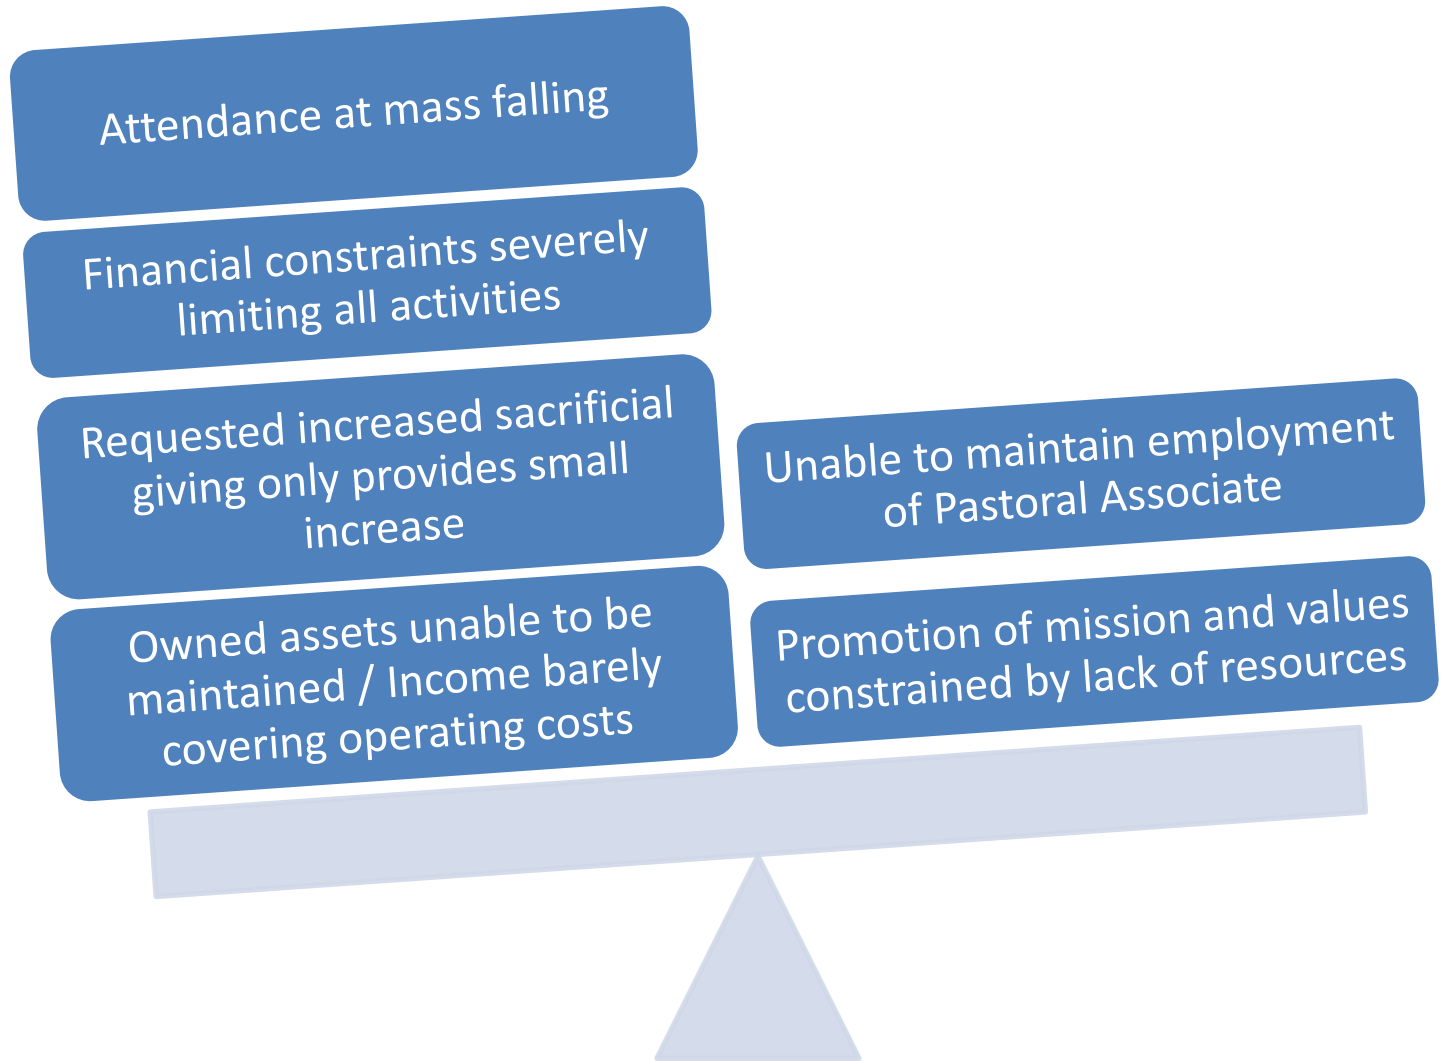 Attendance at mass falling
Financial constraints severely
limiting all activities
Requested increased sacrificial
giving only provides small
increase
Owned assets unable to be
maintained / Income barely
covering operating costs
Unable to maintain employment
of Pastoral Associate
Promotion of mission and values
constrained by lack of resources